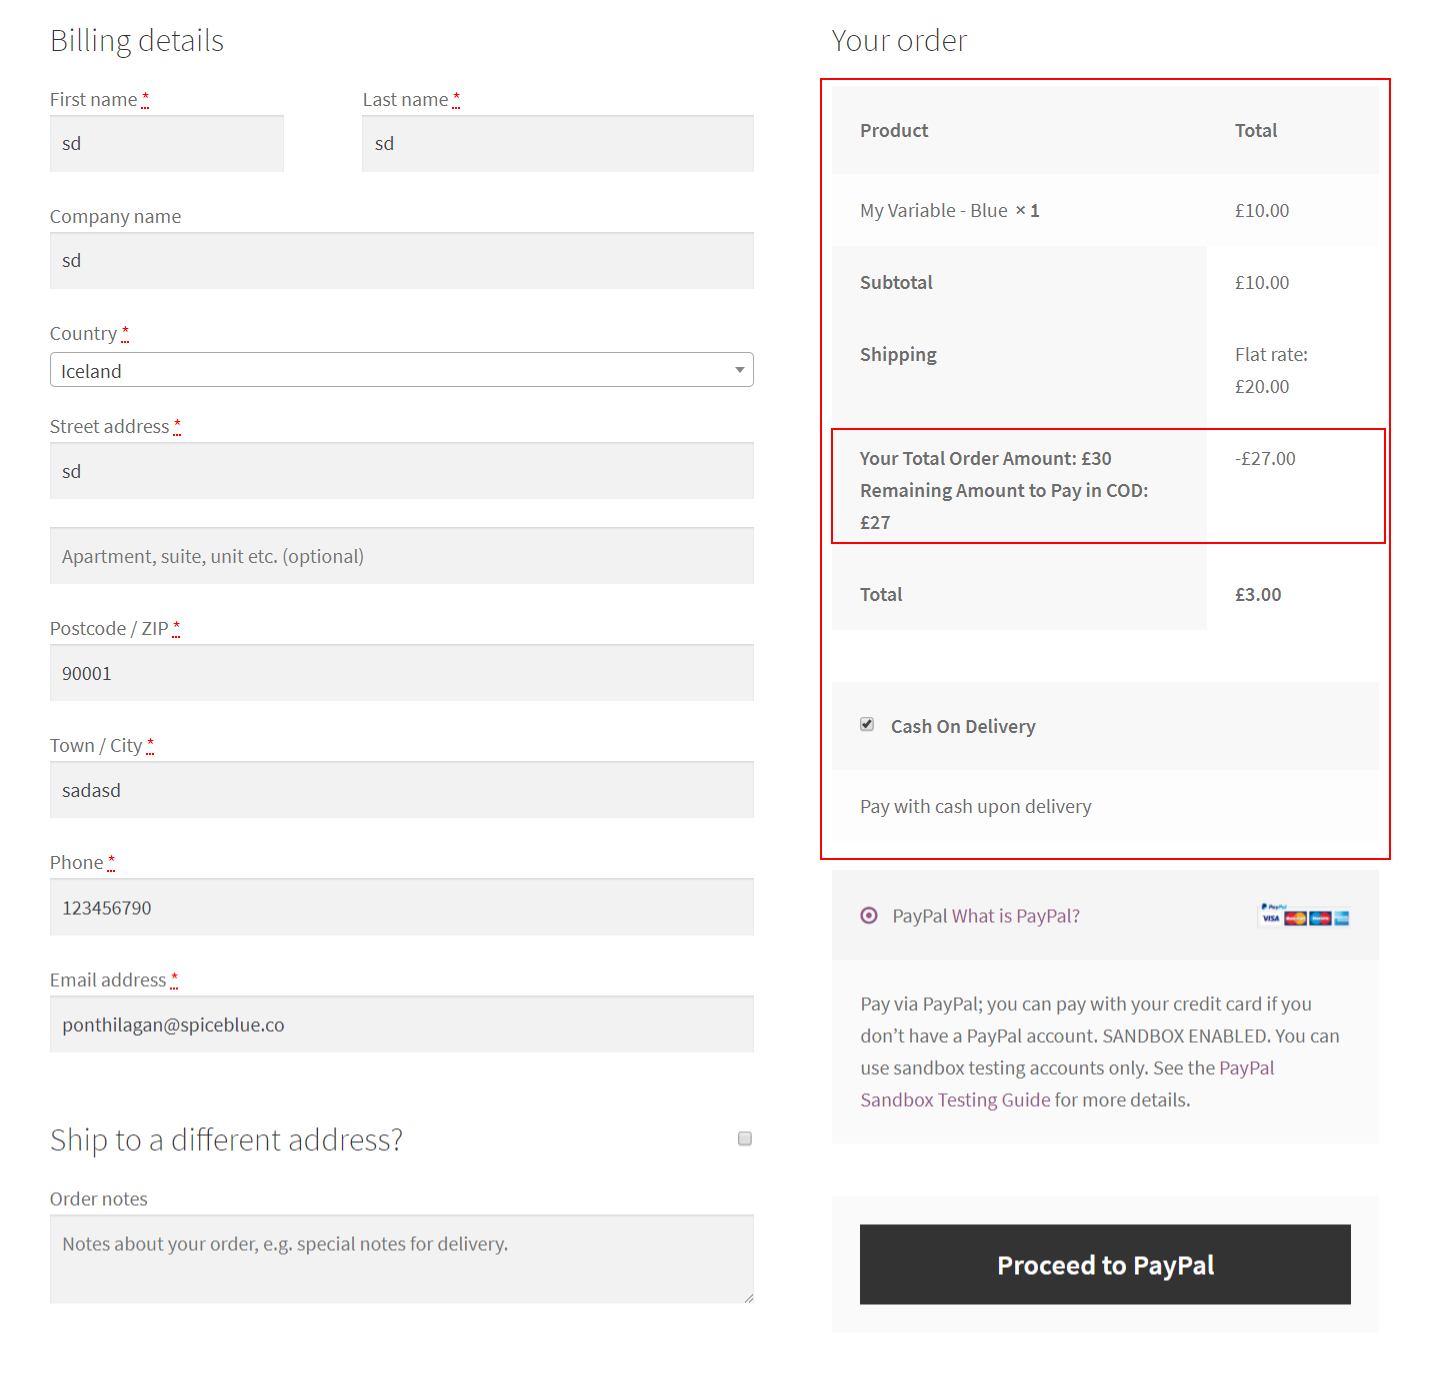 Billing details
First name *
Last name *
sd
sd
Company name
sd
Country *
Iceland
Street address *
sd
Apartment, suite, unit etc. (optional)
Postcode / ZIP *
90001
Town / City *
sadasd
Phone *
123456790
Email address *
ponthilagan@spiceblue.co
Ship to a different address?
Order notes
Notes about your order, e.g. special notes for delivery.
Your order
Product Total
My Variable - Blue × 1 £10.00
Subtotal £10.00
Shipping Flat rate:
£20.00
Your Total Order Amount: £30 -£27.00
Remaining Amount to Pay in COD:
£27
Total £3.00
Cash On Delivery
Pay with cash upon delivery
PayPal What is PayPal?
PayPal
VISA
Pay via PayPal; you can pay with your credit card if you
don’t have a PayPal account. SANDBOX ENABLED. You can
use sandbox testing accounts only. See the PayPal
Sandbox Testing Guide for more details.
Proceed to PayPal